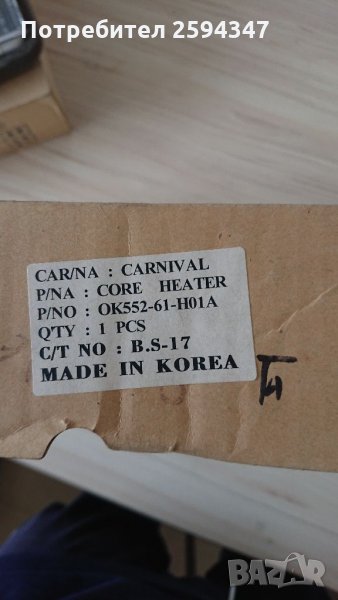 Потребител 2594347
CAR/NA : CARNIVAL
P/NA : CORE HEATER
P/NO : OK552-61-H01A
QTY : 1 PCS
C/T NO : B.S-17
MADE IN KOREA
BAZAR